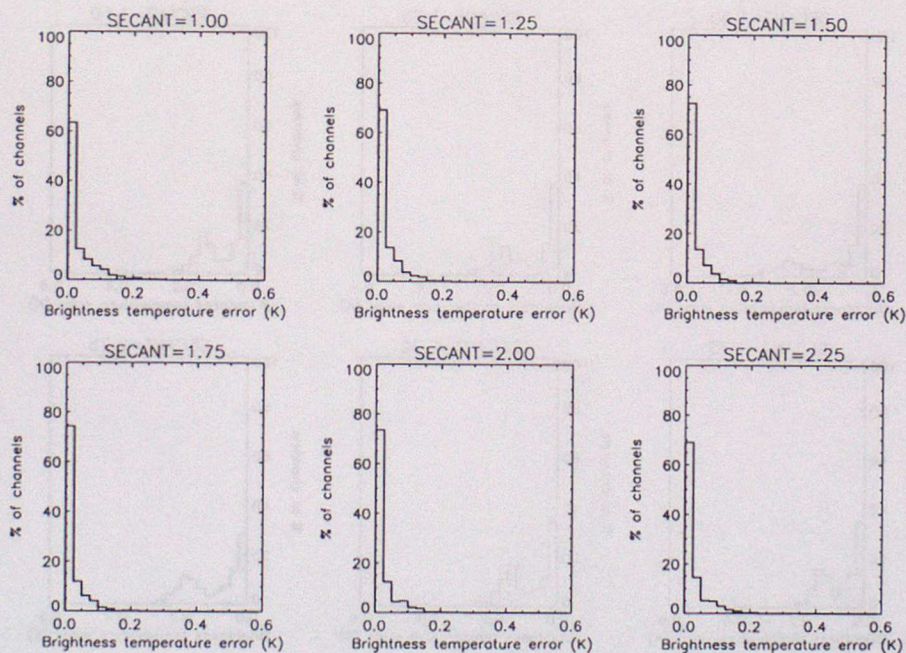 SECANT=1.00
100
80
60
40
20
0
% of channels
0.0 0.2 0.4 0.6
Brightness temperature error (K)
SECANT=1.25
100
80
60
40
20
0
% of channels
0.0 0.2 0.4 0.6
Brightness temperature error (K)
SECANT=1.50
100
80
60
40
20
0
% of channels
0.0 0.2 0.4 0.6
Brightness temperature error (K)
SECANT=1.75
100
80
60
40
20
0
% of channels
0.0 0.2 0.4 0.6
Brightness temperature error (K)
SECANT=2.00
100
80
60
40
20
0
% of channels
0.0 0.2 0.4 0.6
Brightness temperature error (K)
SECANT=2.25
100
80
60
40
20
0
% of channels
0.0 0.2 0.4 0.6
Brightness temperature error (K)